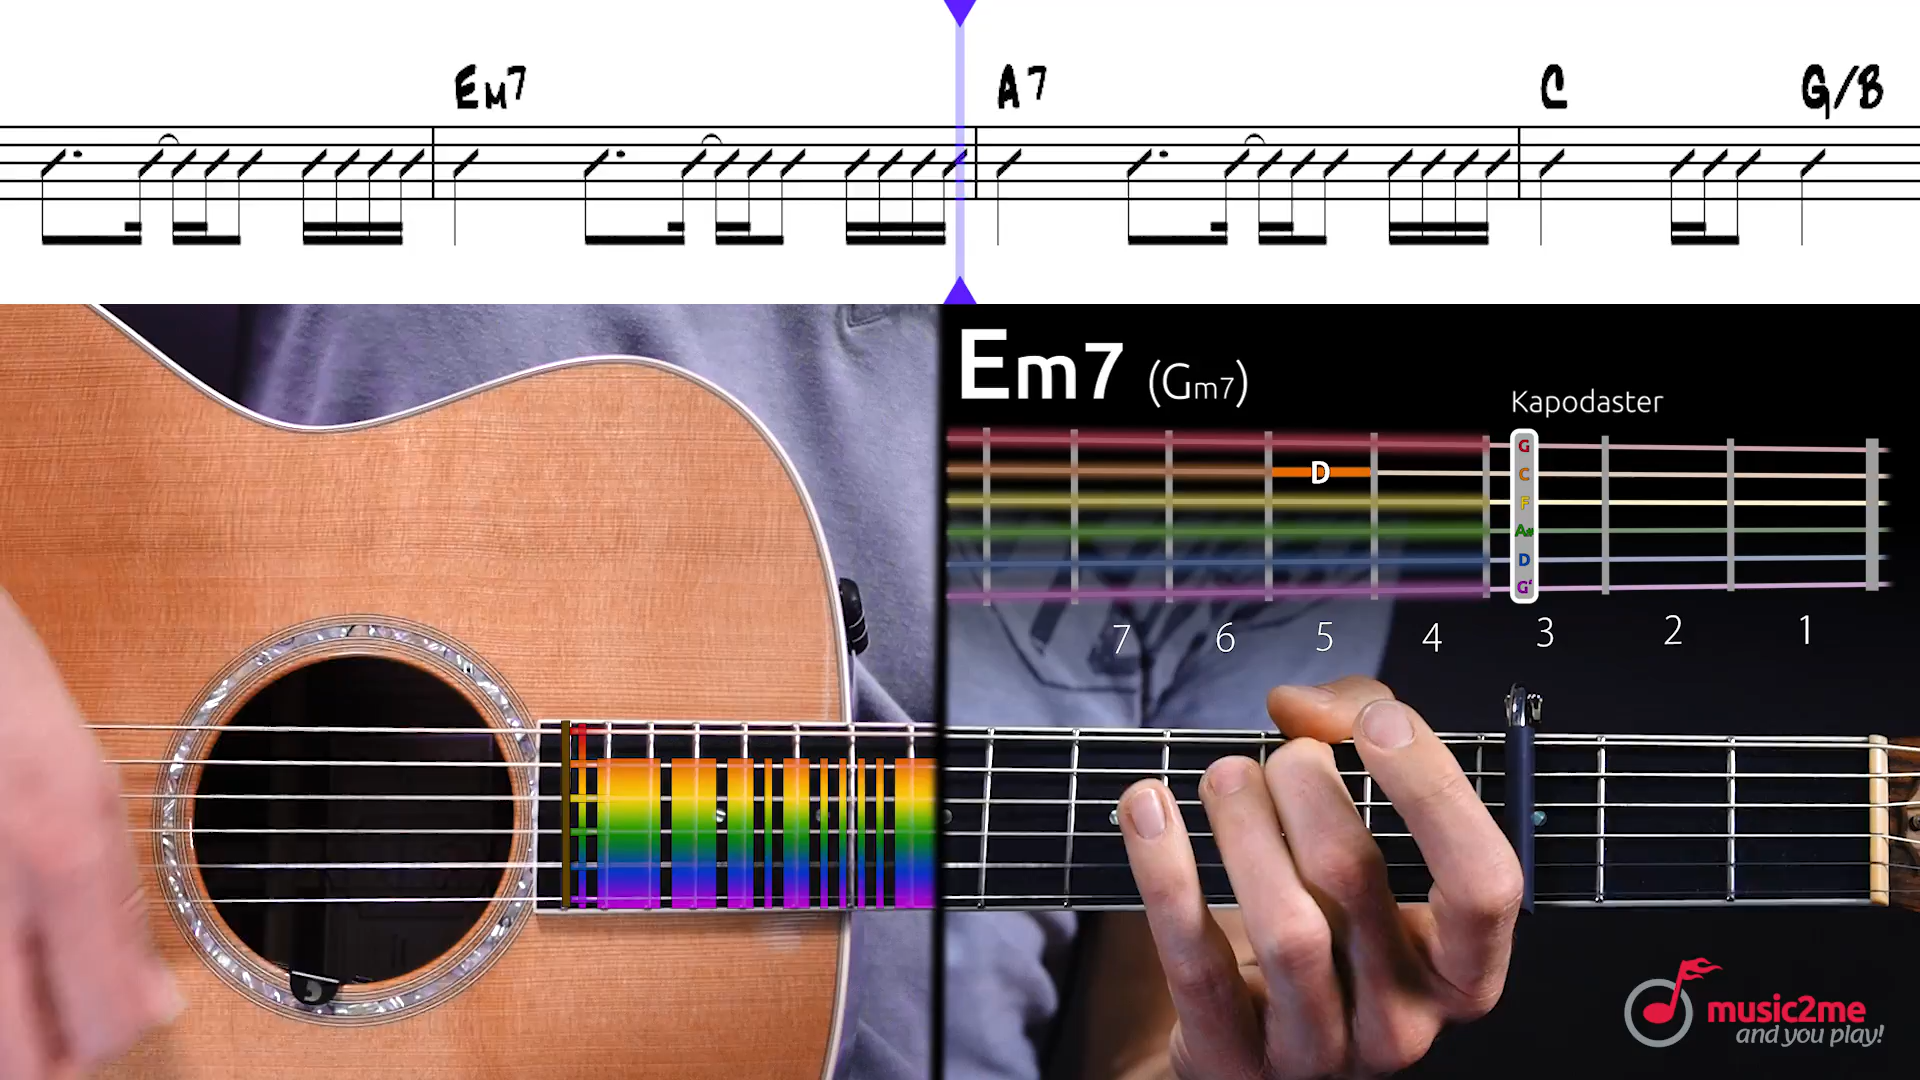 Em7 A7 C G/B
Em7 (Gm7)
Kapodaster
G
D
C
F
A#
D
G'
7 6 5 4 3 2 1
music2me
and you play!